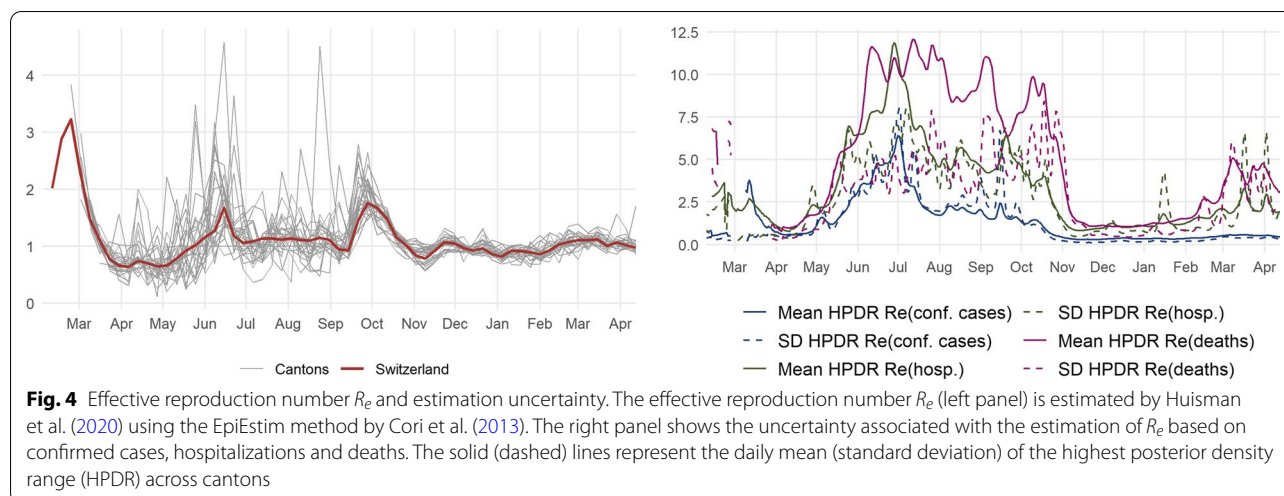 4
3
2
1
0
Mar Apr May Jun Jul Aug Sep Oct Nov Dec Jan Feb Mar Apr
Cantons Switzerland
12.5
10.0
7.5
5.0
2.5
0.0
Mar Apr May Jun Jul Aug Sep Oct Nov Dec Jan Feb Mar Apr
Mean HPDR Re(conf. cases) SD HPDR Re(hosp.)
SD HPDR Re(conf. cases) Mean HPDR Re(deaths)
Mean HPDR Re(hosp.) SD HPDR Re(deaths)
Fig. 4 Effective reproduction number Re and estimation uncertainty. The effective reproduction number Re (left panel) is estimated by Huisman
et al. (2020) using the EpiEstim method by Cori et al. (2013). The right panel shows the uncertainty associated with the estimation of Re based on
confirmed cases, hospitalizations and deaths. The solid (dashed) lines represent the daily mean (standard deviation) of the highest posterior density
range (HPDR) across cantons